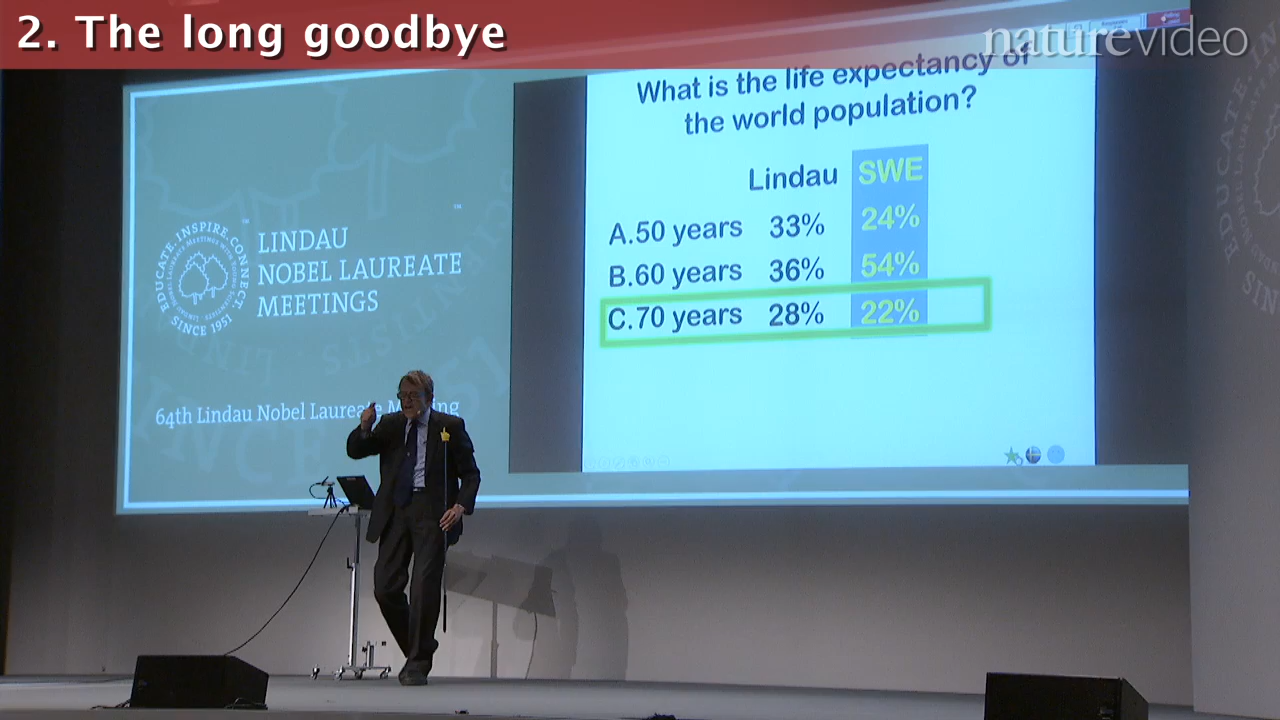 2. The long goodbye
naturevideo
What is the life expectancy of
the world population?
Lindau SWE
A.50 years 33% 24%
B.60 years 36% 54%
C.70 years 28% 22%
EDUCATE. INSPIRE. CONNECT.
SINCE 1951
LINDAU
NOBEL LAUREATE
MEETINGS
64th Lindau Nobel Laureate Meeting